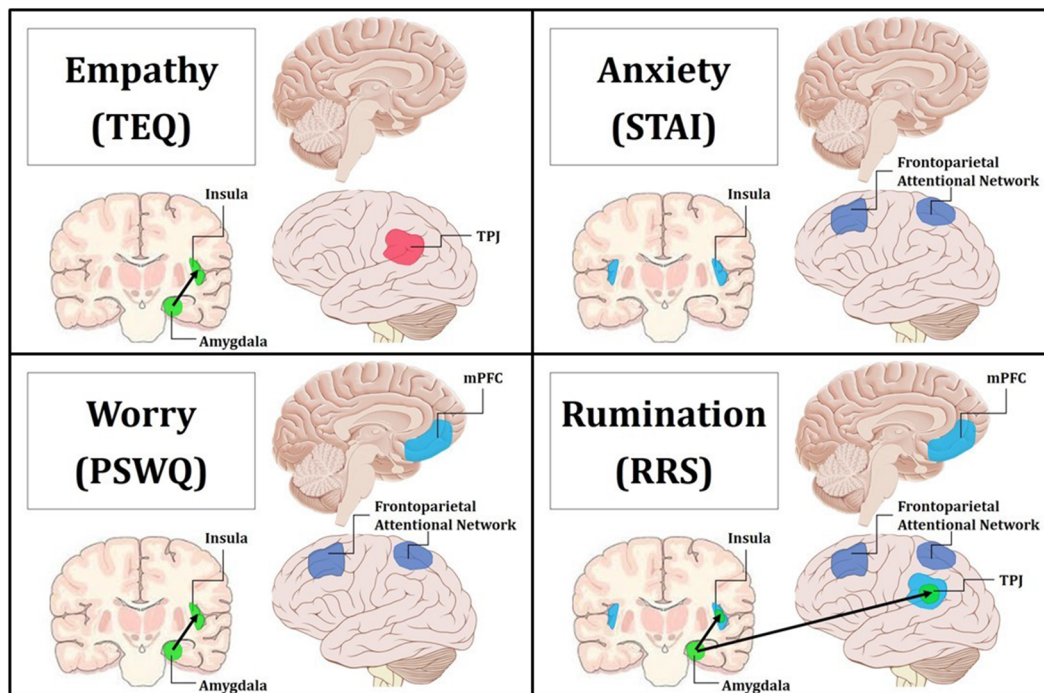 Empathy
(TEQ)
Insula
TPJ
Amygdala
Anxiety
(STAI)
Frontoparietal
Attentional Network
Insula
Worry
(PSWQ)
mPFC
Frontoparietal
Attentional Network
Insula
Amygdala
Rumination
(RRS)
mPFC
Frontoparietal
Attentional Network
Insula
TPJ
Amygdala